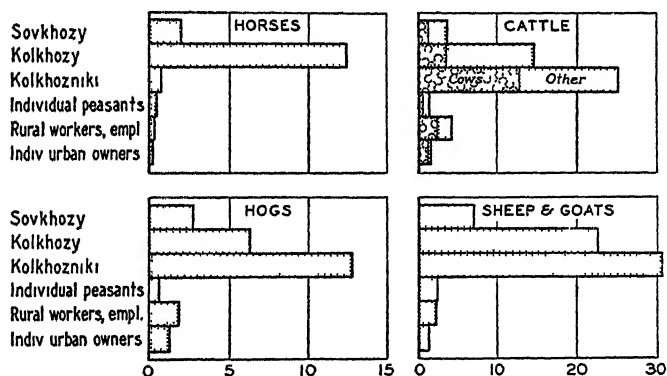 HORSES
CATTLE
Sovkhozy
Kolkhozy
Kolkhozniki
Cows
Other
Individual peasants
Rural workers, empl
Indiv urban owners
HOGS
SHEEP & GOATS
Sovkhozy
Kolkhozy
Kolkhozniki
Individual peasants
Rural workers, empl.
Indiv urban owners
0 5 10 15
0 10 20 30